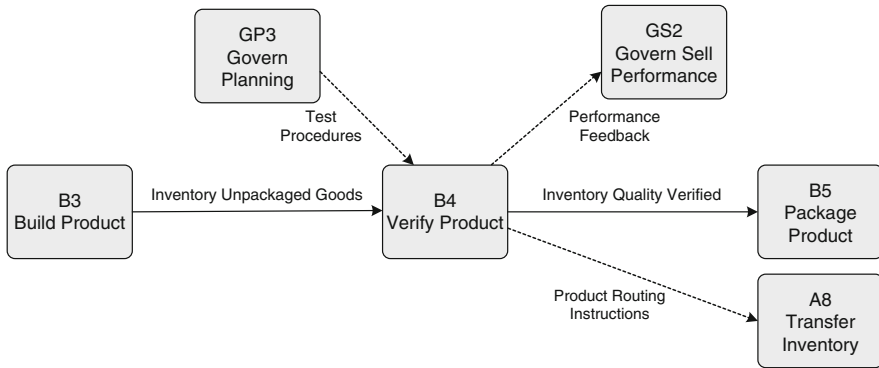 GP3
Govern
Planning
GS2
Govern Sell
Performance
Test
Procedures
Performance
Feedback
B3
Build Product
Inventory Unpackaged Goods
B4
Verify Product
Inventory Quality Verified
B5
Package
Product
Product Routing
Instructions
A8
Transfer
Inventory